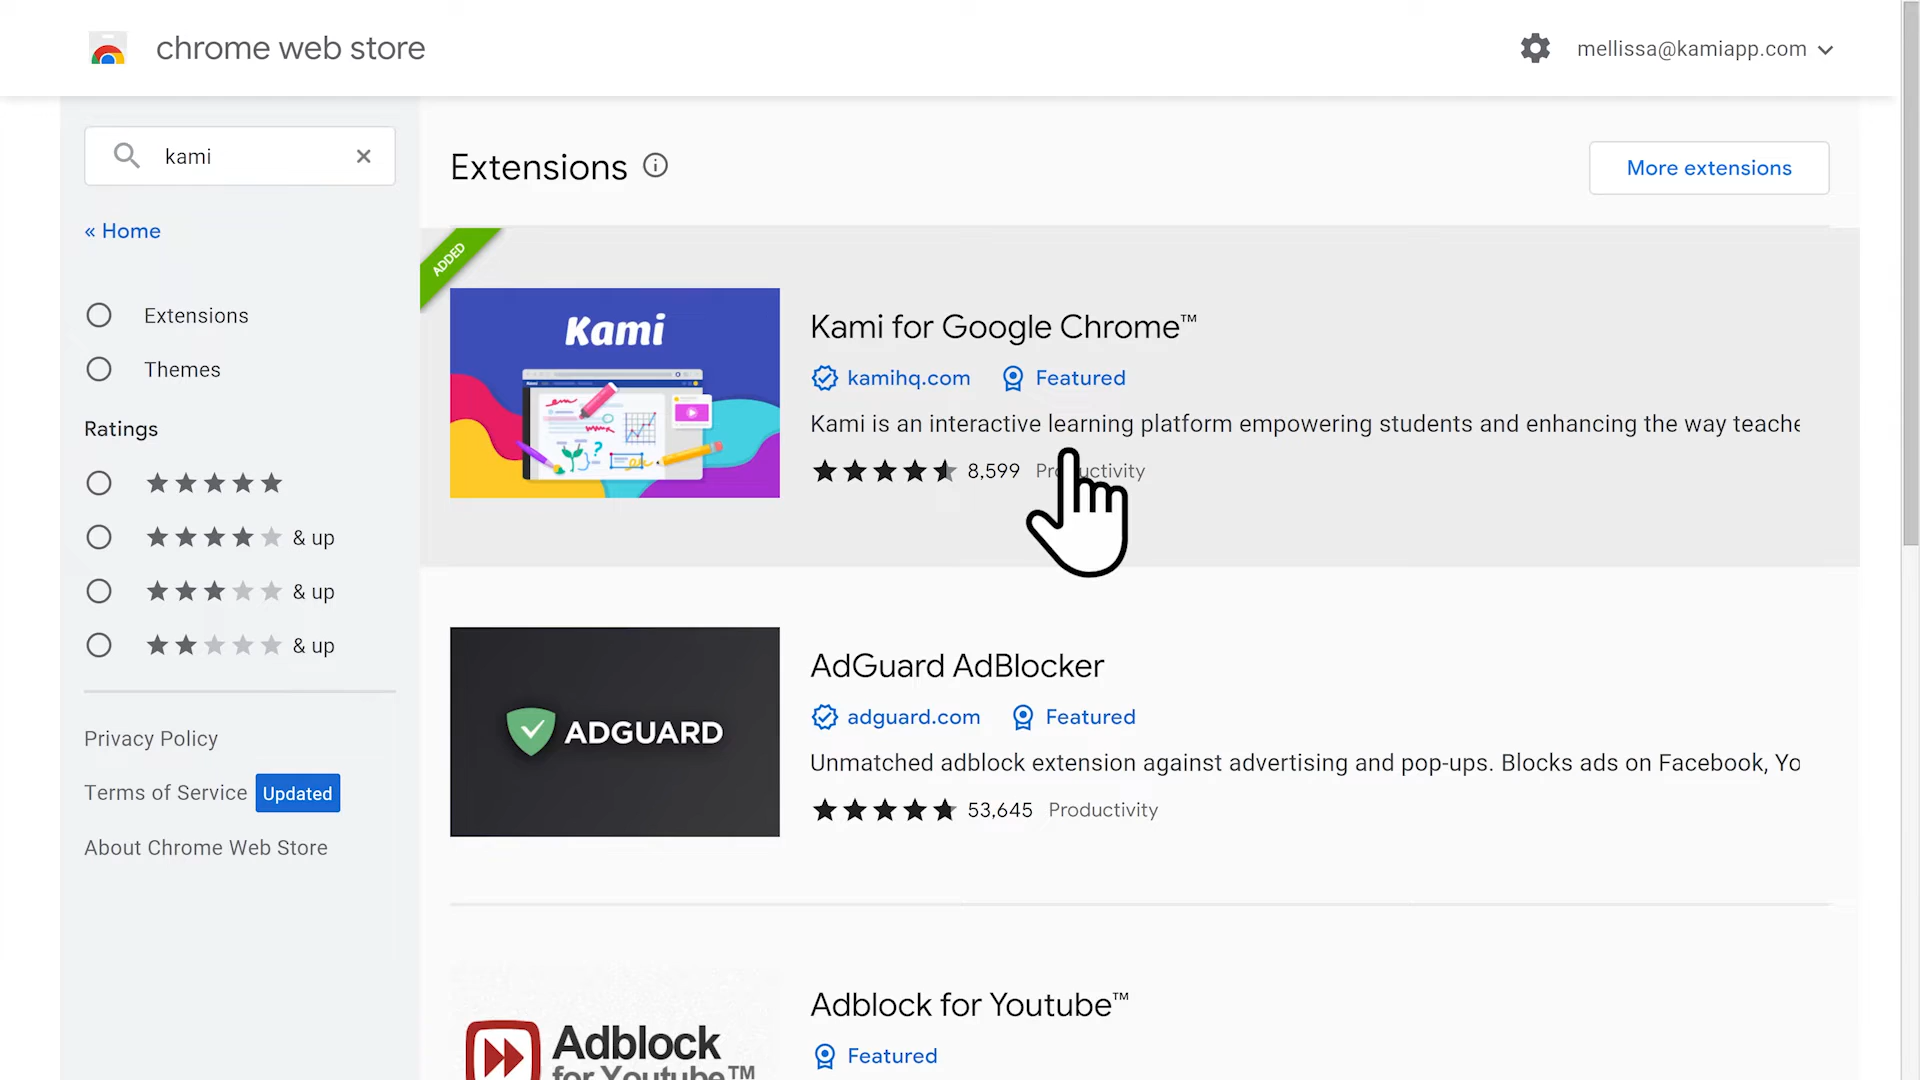 chrome web store
mellissa@kamiapp.com
kami
« Home
Extensions
Themes
Ratings
& up
& up
& up
Privacy Policy
Terms of Service Updated
About Chrome Web Store
Extensions
More extensions
ADDED
Kami
Kami for Google Chrome™
kamihq.com Featured
Kami is an interactive learning platform empowering students and enhancing the way teache
8,599 Productivity
ADGUARD
AdGuard AdBlocker
adguard.com Featured
Unmatched adblock extension against advertising and pop-ups. Blocks ads on Facebook, Yo
53,645 Productivity
Adblock
for Youtube™
Adblock for Youtube™
Featured